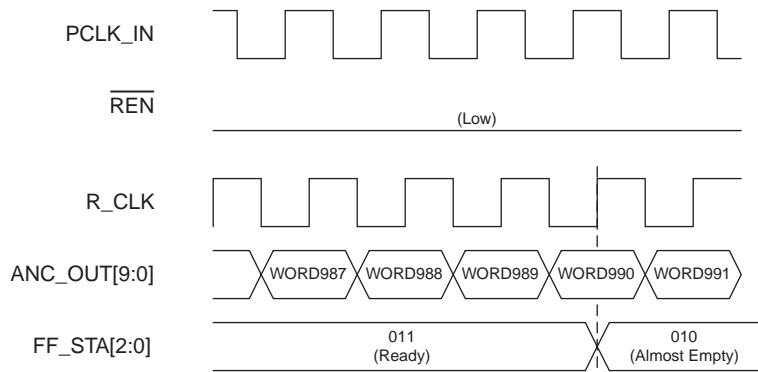 PCLK_IN
REN
(Low)
R_CLK
ANC_OUT[9:0]
WORD987 WORD988 WORD989 WORD990 WORD991
FF_STA[2:0]
011
(Ready)
010
(Almost Empty)